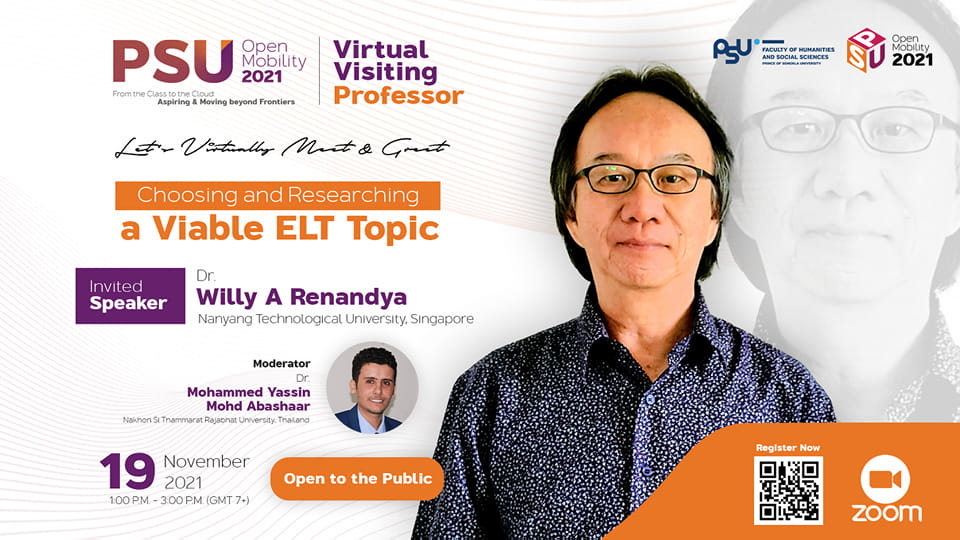 PSU
Open
Mobility
2021
From the Class to the Cloud:
Aspiring & Moving beyond Frontiers
Virtual
Visiting
Professor
PSU
FACULTY OF HUMANITIES
AND SOCIAL SCIENCES
PRINCE OF SONGKLA UNIVERSITY
PSU
Open
Mobility
2021
Let's Virtually Meet & Greet
Choosing and Researching
a Viable ELT Topic
Invited
Speaker
Dr.
Willy A Renandya
Nanyang Technological University, Singapore
Moderator
Dr.
Mohammed Yassin
Mohd Abashaar
Nakhon Si Thammarat Rajabhat University, Thailand
19 November
2021
1:00 P.M. - 3:00 P.M. (GMT 7+)
Open to the Public
Register Now
zoom